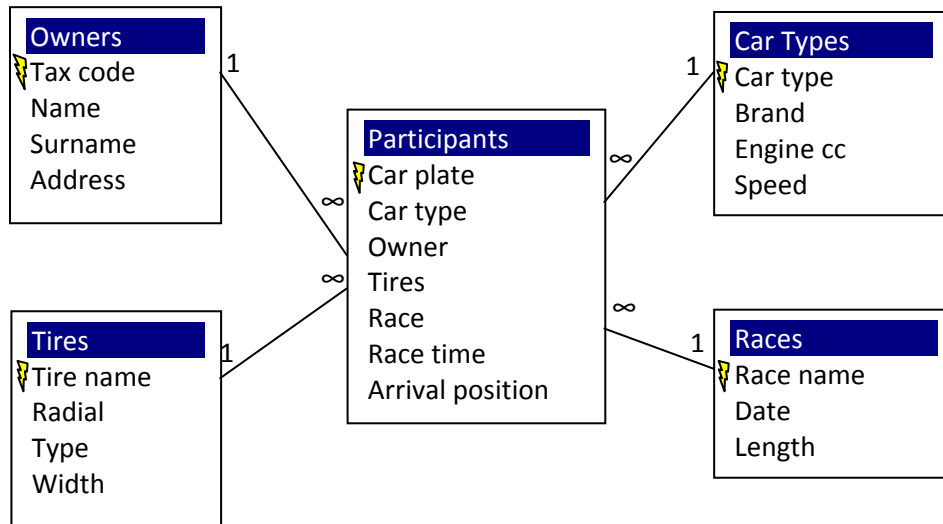 Owners
Tax code
Name
Surname
Address
1
∞
Tires
Tire name
Radial
Type
Width
1
∞
Participants
Car plate
Car type
Owner
Tires
Race
Race time
Arrival position
Car Types
Car type
Brand
Engine cc
Speed
1
∞
Races
Race name
Date
Length
1
∞